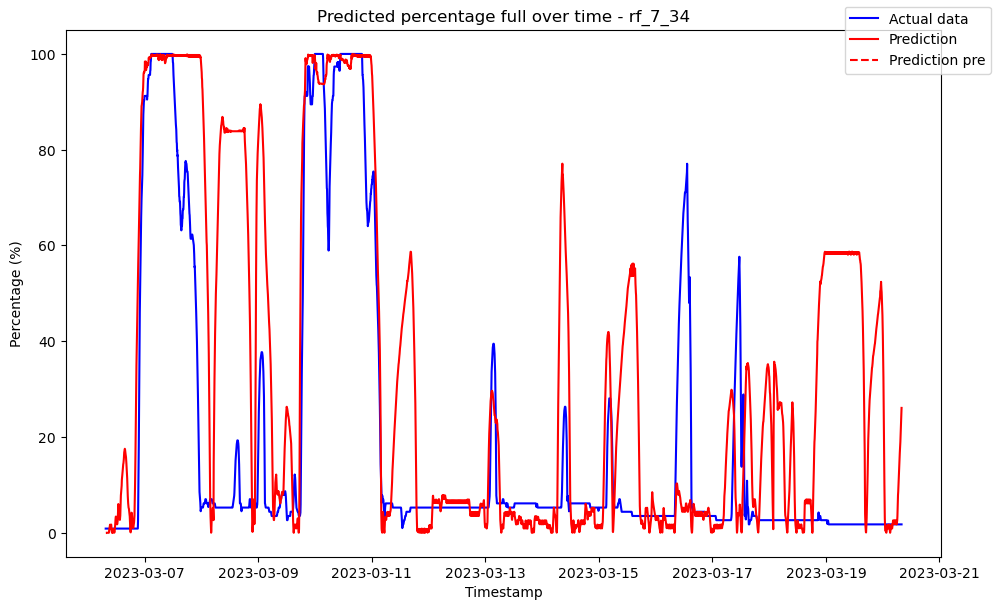 Predicted percentage full over time - rf_7_34
Actual data
Prediction
Prediction pre
Percentage (%)
100
80
60
40
20
0
2023-03-07 2023-03-09 2023-03-11 2023-03-13 2023-03-15 2023-03-17 2023-03-19 2023-03-21
Timestamp